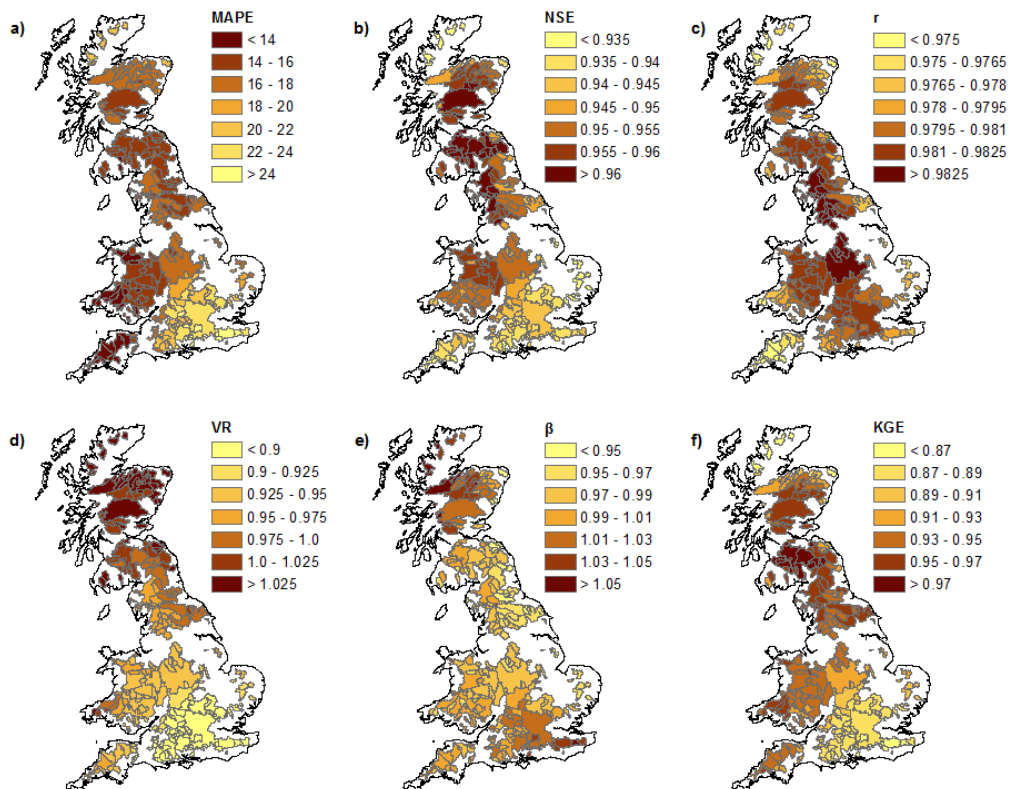 a)
MAPE
< 14
14 - 16
16 - 18
18 - 20
20 - 22
22 - 24
> 24
b)
NSE
< 0.935
0.935 - 0.94
0.94 - 0.945
0.945 - 0.95
0.95 - 0.955
0.955 - 0.96
> 0.96
c)
r
< 0.975
0.975 - 0.9765
0.9765 - 0.978
0.978 - 0.9795
0.9795 - 0.981
0.981 - 0.9825
> 0.9825
d)
VR
< 0.9
0.9 - 0.925
0.925 - 0.95
0.95 - 0.975
0.975 - 1.0
1.0 - 1.025
> 1.025
e)
β
< 0.95
0.95 - 0.97
0.97 - 0.99
0.99 - 1.01
1.01 - 1.03
1.03 - 1.05
> 1.05
f)
KGE
< 0.87
0.87 - 0.89
0.89 - 0.91
0.91 - 0.93
0.93 - 0.95
0.95 - 0.97
> 0.97